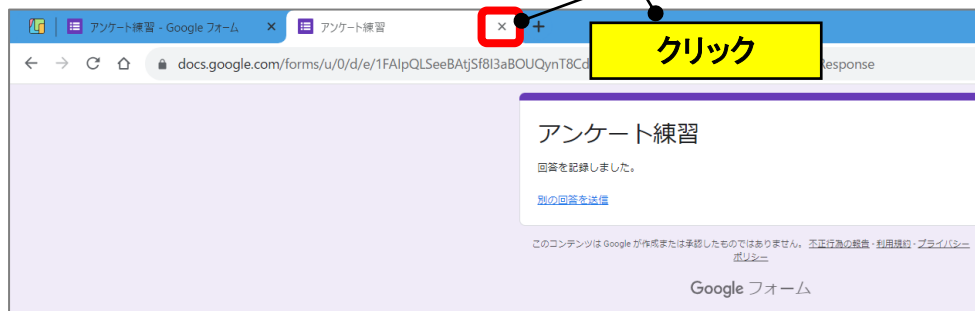 アンケート練習 - Google フォーム
アンケート練習
クリック
docs.google.com/forms/u/0/d/e/1FAIpQLSeeBAtjSf8I3aBOUQynT8Cd
esponse
アンケート練習
回答を記録しました。
別の回答を送信
このコンテンツは Google が作成または承認したものではありません。 不正行為の報告 - 利用規約 - プライバシー
ポリシー
Google フォーム